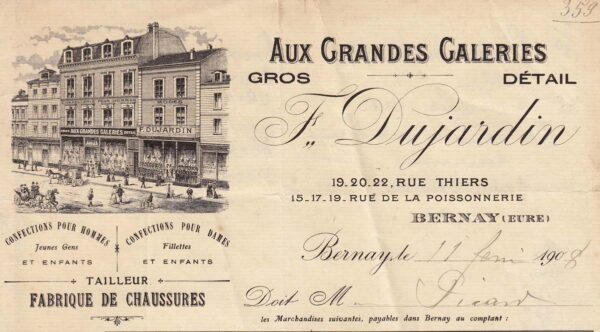 353
AUX GRANDES GALERIES
GROS DÉTAIL
F. Dujardin
19.20.22, RUE THIERS
15-17-19-RUE DE LA POISSONNERIE
BERNAY (EURE)
Bernay, le 11 190
Doit M Picard
les Marchandises suivantes, payables dans Bernay au comptant :
MODES
AUX GRANDES GALERIES F. DUJARDIN
CONFECTIONS POUR HOMMES
Jeunes Gens
ET ENFANTS
CONFECTIONS POUR DAMES
Fillettes
ET ENFANTS
TAILLEUR
FABRIQUE DE CHAUSSURES